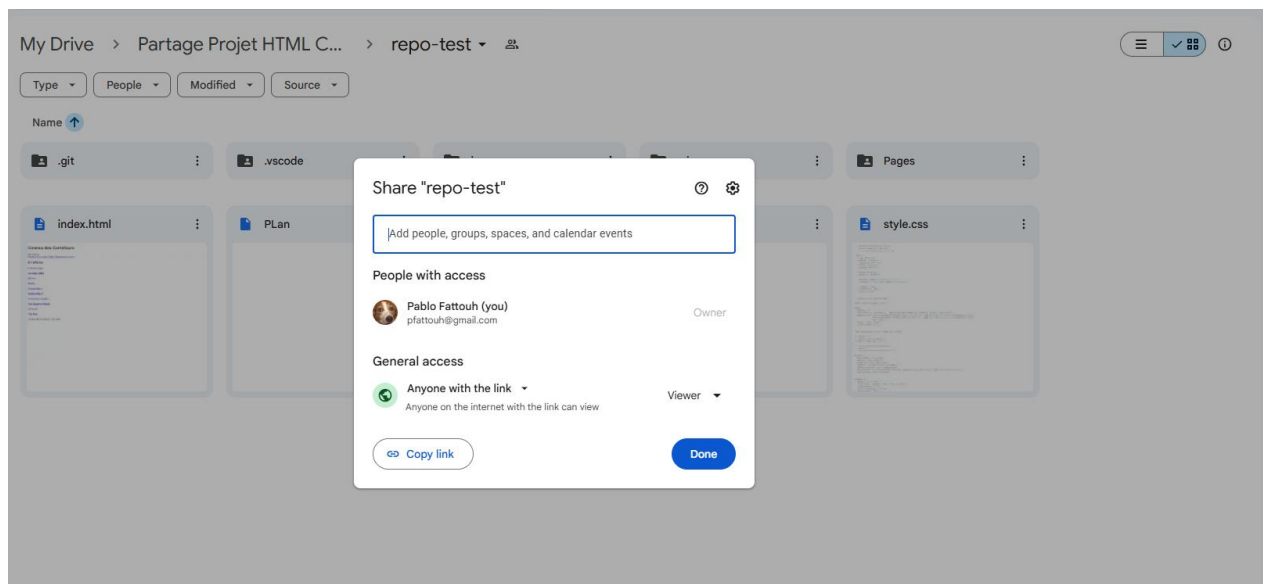 My Drive > Partage Projet HTML C... > repo-test
Type People Modified Source
Name
.git .vscode Pages
index.html PLan style.css
Share "repo-test"
Add people, groups, spaces, and calendar events
People with access
Pablo Fattouh (you)
pfattouh@gmail.com
Owner
General access
Anyone with the link
Anyone on the internet with the link can view
Viewer
Copy link
Done